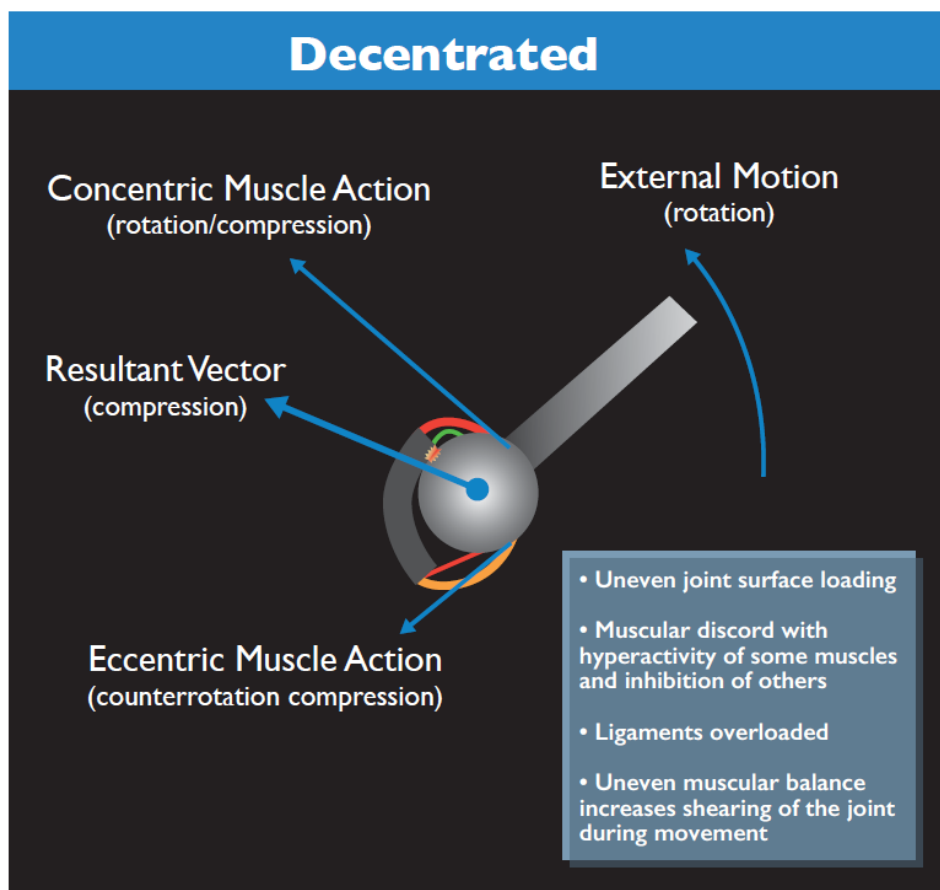 Decentrated
Concentric Muscle Action
(rotation/compression)
External Motion
(rotation)
Resultant Vector
(compression)
Eccentric Muscle Action
(counterrotation compression)
• Uneven joint surface loading
• Muscular discord with
hyperactivity of some muscles
and inhibition of others
• Ligaments overloaded
• Uneven muscular balance
increases shearing of the joint
during movement